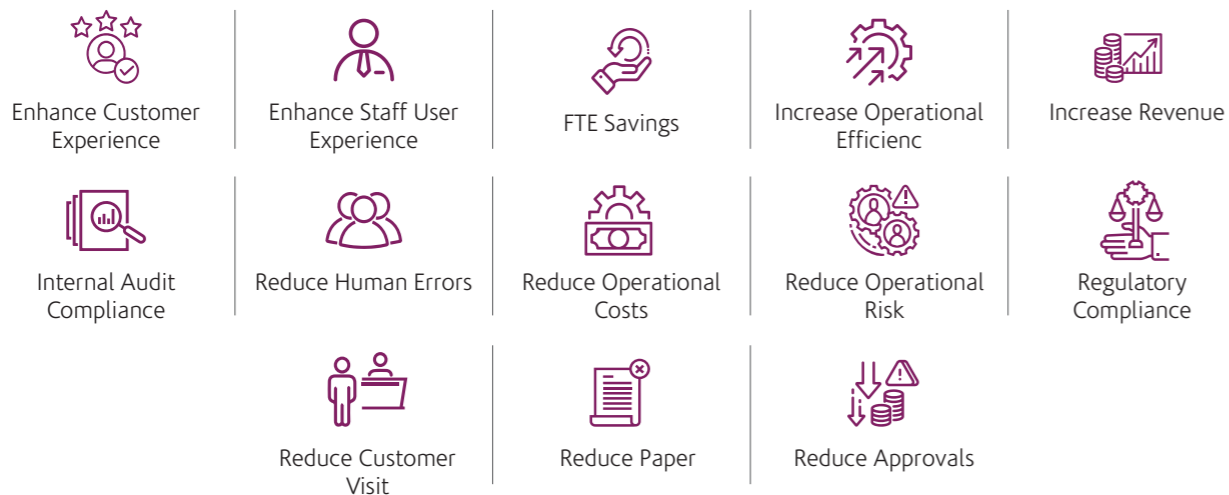 Enhance Customer
Experience
Enhance Staff User
Experience
FTE Savings
Increase Operational
Efficienc
Increase Revenue
Internal Audit
Compliance
Reduce Human Errors
Reduce Operational
Costs
Reduce Operational
Risk
Regulatory
Compliance
Reduce Customer
Visit
Reduce Paper
Reduce Approvals